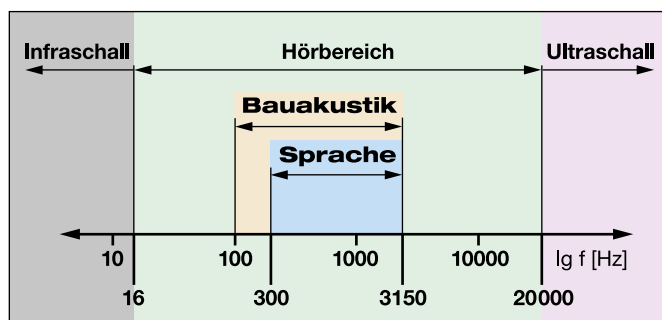 Infraschall Hörbereich Ultraschall
Bauakustik
Sprache
10 100 1000 10000 lg f [Hz]
16 300 3150 20000